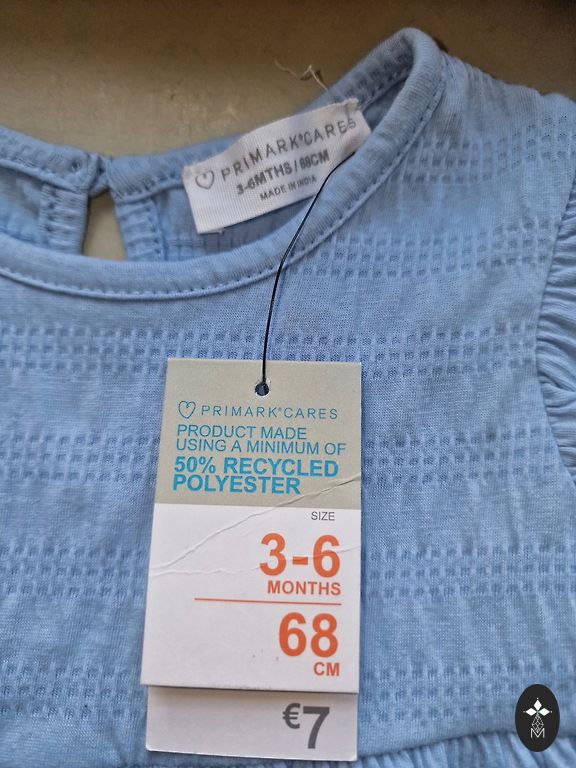 PRIMARK®CARES
3-6MTHS/68CM
MADE IN INDIA
PRIMARK®CARES
PRODUCT MADE
USING A MINIMUM OF
50% RECYCLED
POLYESTER
SIZE
3-6
MONTHS
68
CM
€7